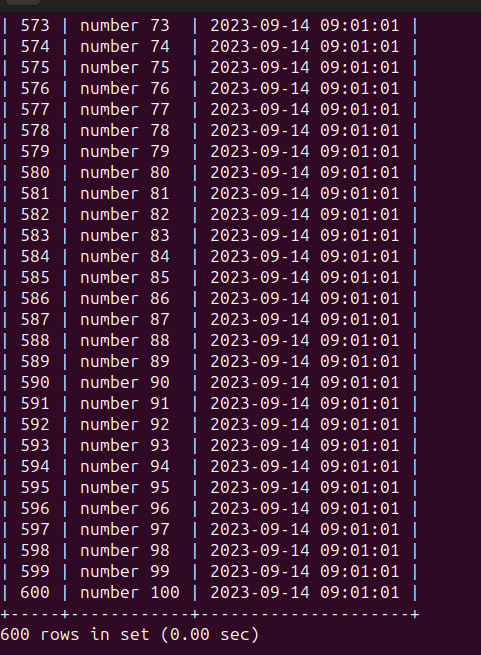 | 573 | number 73  | 2023-09-14 09:01:01 |
| 574 | number 74  | 2023-09-14 09:01:01 |
| 575 | number 75  | 2023-09-14 09:01:01 |
| 576 | number 76  | 2023-09-14 09:01:01 |
| 577 | number 77  | 2023-09-14 09:01:01 |
| 578 | number 78  | 2023-09-14 09:01:01 |
| 579 | number 79  | 2023-09-14 09:01:01 |
| 580 | number 80  | 2023-09-14 09:01:01 |
| 581 | number 81  | 2023-09-14 09:01:01 |
| 582 | number 82  | 2023-09-14 09:01:01 |
| 583 | number 83  | 2023-09-14 09:01:01 |
| 584 | number 84  | 2023-09-14 09:01:01 |
| 585 | number 85  | 2023-09-14 09:01:01 |
| 586 | number 86  | 2023-09-14 09:01:01 |
| 587 | number 87  | 2023-09-14 09:01:01 |
| 588 | number 88  | 2023-09-14 09:01:01 |
| 589 | number 89  | 2023-09-14 09:01:01 |
| 590 | number 90  | 2023-09-14 09:01:01 |
| 591 | number 91  | 2023-09-14 09:01:01 |
| 592 | number 92  | 2023-09-14 09:01:01 |
| 593 | number 93  | 2023-09-14 09:01:01 |
| 594 | number 94  | 2023-09-14 09:01:01 |
| 595 | number 95  | 2023-09-14 09:01:01 |
| 596 | number 96  | 2023-09-14 09:01:01 |
| 597 | number 97  | 2023-09-14 09:01:01 |
| 598 | number 98  | 2023-09-14 09:01:01 |
| 599 | number 99  | 2023-09-14 09:01:01 |
| 600 | number 100 | 2023-09-14 09:01:01 |
+-----+------------+---------------------+
600 rows in set (0.00 sec)